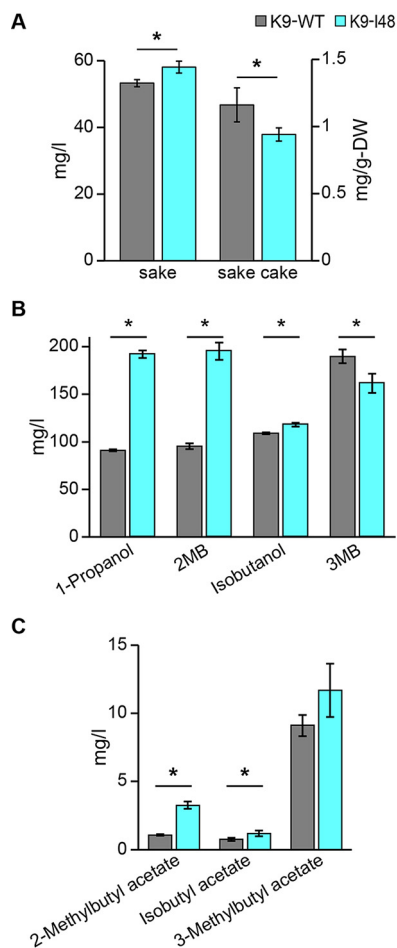 A
K9-WT K9-I48
* *
60
40
20
0
mg/l
1.5
1
0.5
0
mg/g-DW
sake sake cake
B
* * * *
200
150
100
50
0
mg/l
1-Propanol 2MB Isobutanol 3MB
C
15
10
5
0
mg/l
* *
2-Methylbutyl acetate Isobutyl acetate 3-Methylbutyl acetate